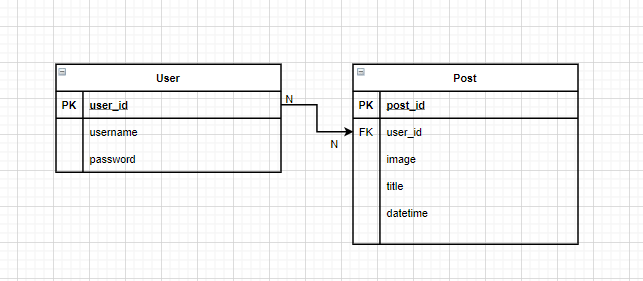 User
PK user_id
username
password
N
N
Post
PK post_id
FK user_id
image
title
datetime